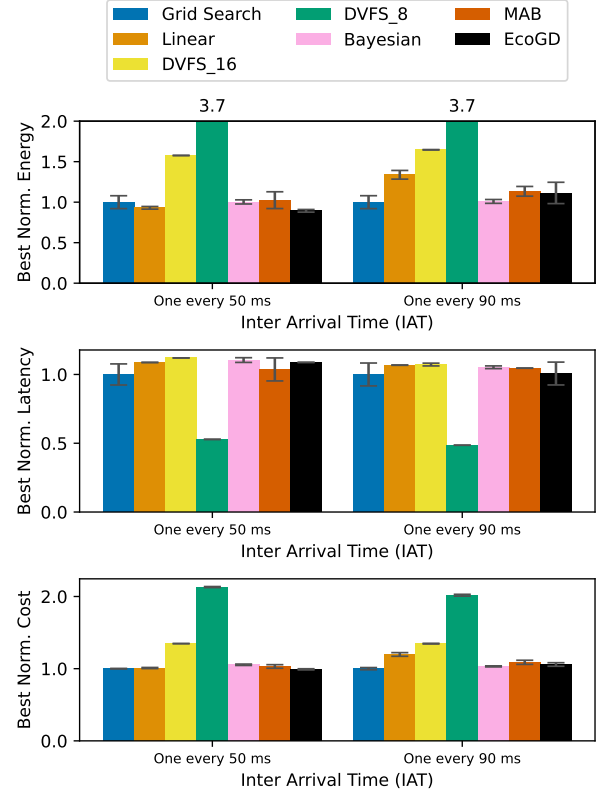 Grid Search DVFS_8 MAB
Linear Bayesian EcoGD
DVFS_16
3.7 3.7
Best Norm. Energy
2.0
1.5
1.0
0.5
0.0
One every 50 ms One every 90 ms
Inter Arrival Time (IAT)
Best Norm. Latency
1.0
0.5
0.0
One every 50 ms One every 90 ms
Inter Arrival Time (IAT)
Best Norm. Cost
2.0
1.0
0.0
One every 50 ms One every 90 ms
Inter Arrival Time (IAT)